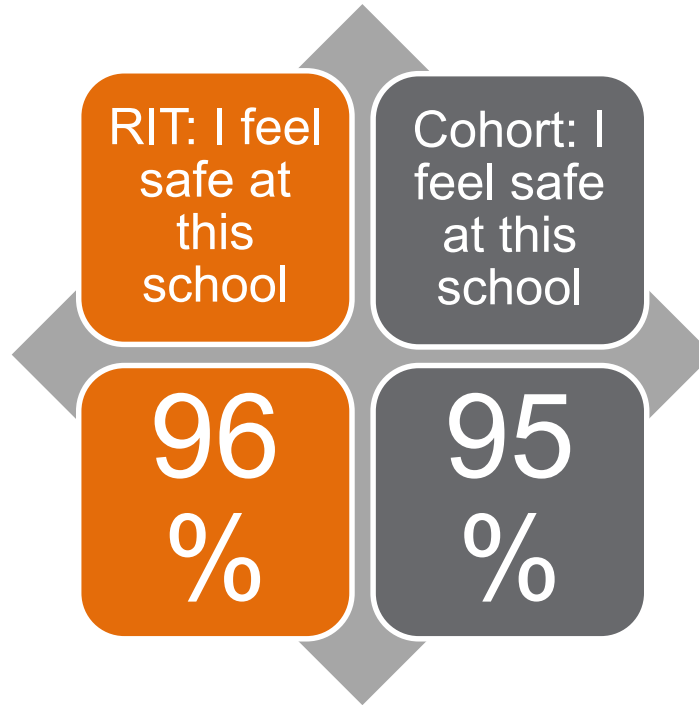 RIT: I feel
safe at
this
school
Cohort: I
feel safe
at this
school
96
%
95
%